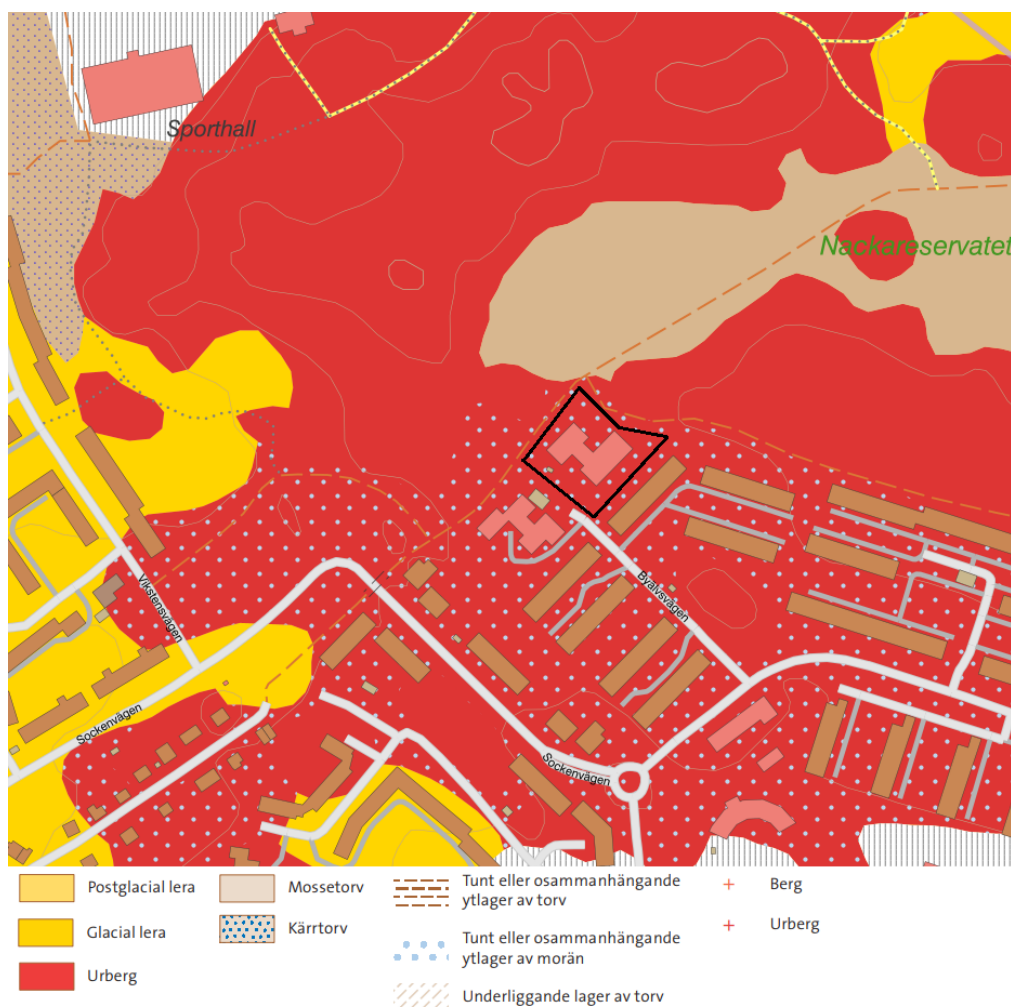 Sporthall
Nackareservatet
Vikstensvägen
Byälvsvägen
Sockenvägen
Sockenvägen
Postglacial lera
Glacial lera
Urberg
Mossetorv
Kärrtorv
Tunt eller osammanhängande
ytlager av torv
Tunt eller osammanhängande
ytlager av morän
Underliggande lager av torv
Berg
Urberg